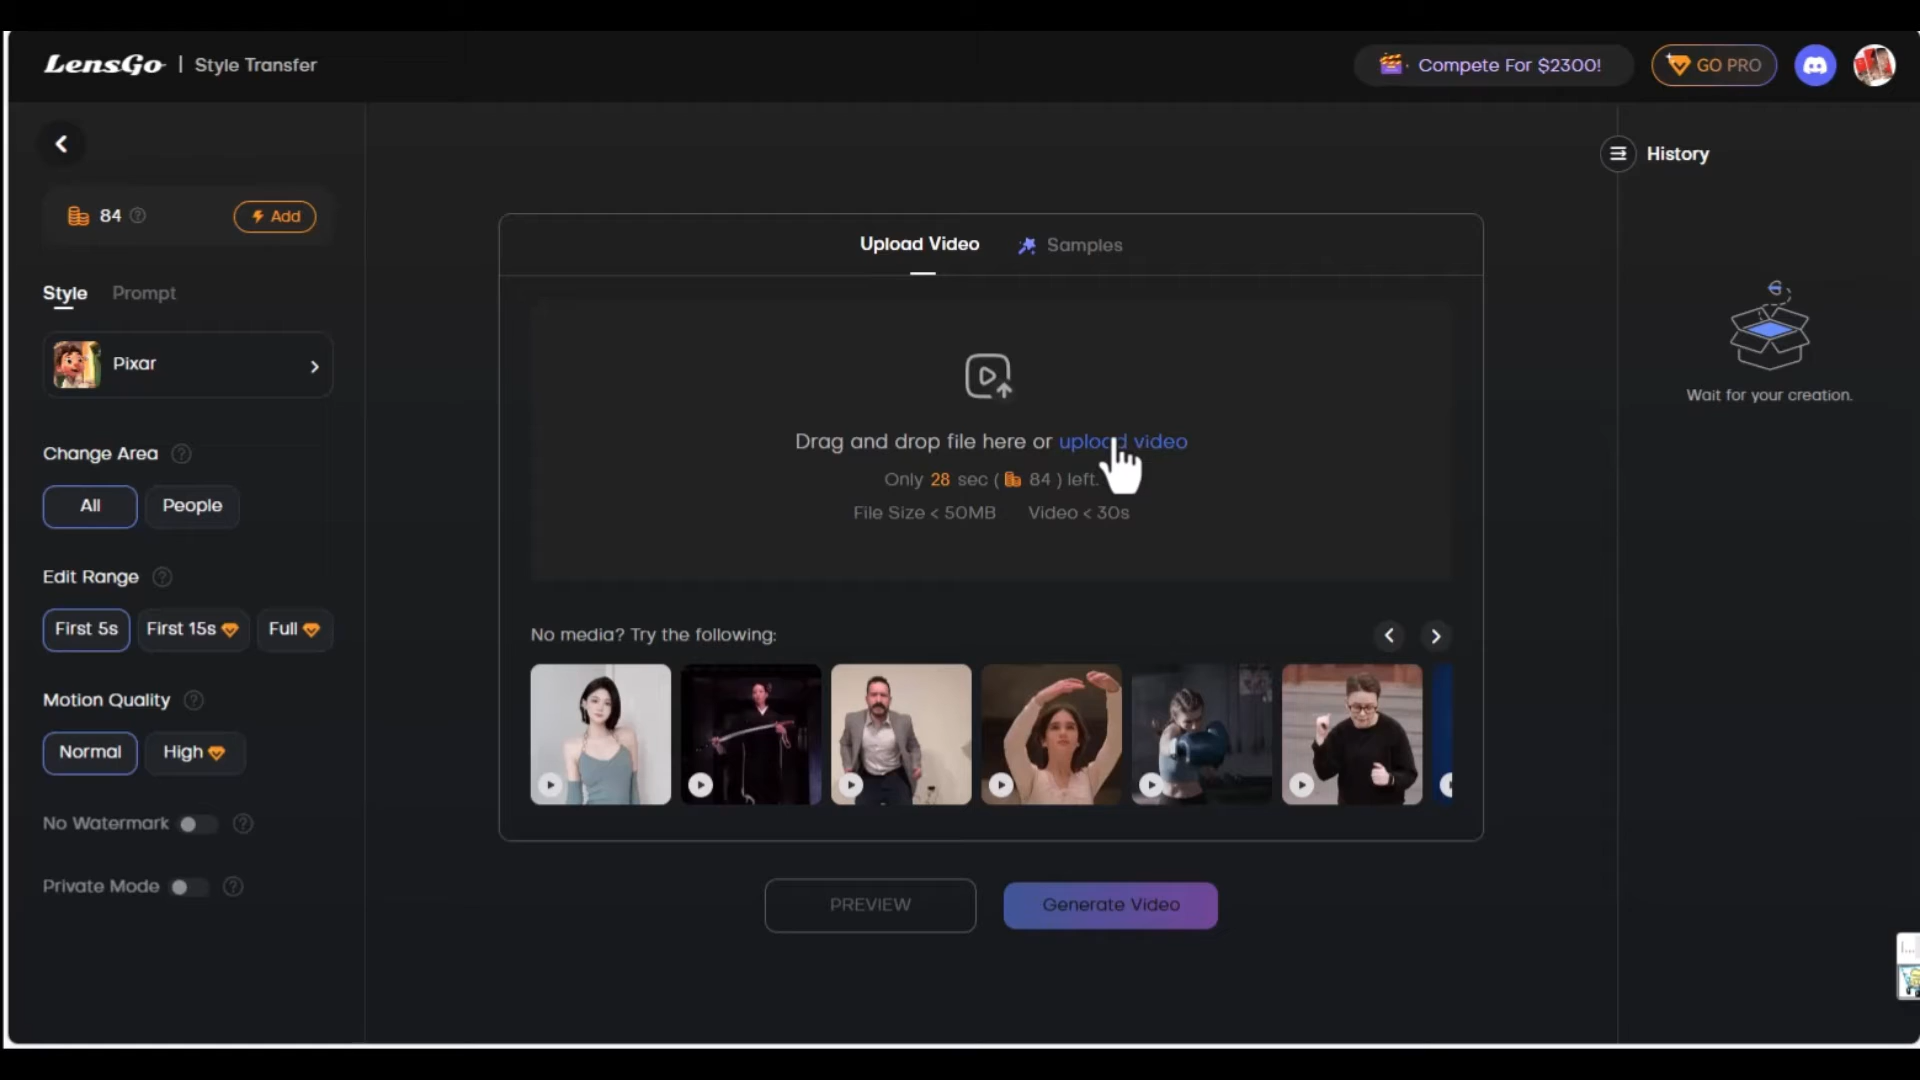 LensGo | Style Transfer
Compete For $2300!
GO PRO
84
Add
Style
Prompt
Pixar
Change Area
All
People
Edit Range
First 5s
First 15s
Full
Motion Quality
Normal
High
No Watermark
Private Mode
Upload Video
Samples
Drag and drop file here or upload video
Only 28 sec ( 84 ) left.
File Size < 50MB Video < 30s
No media? Try the following:
PREVIEW
Generate Video
History
Wait for your creation.